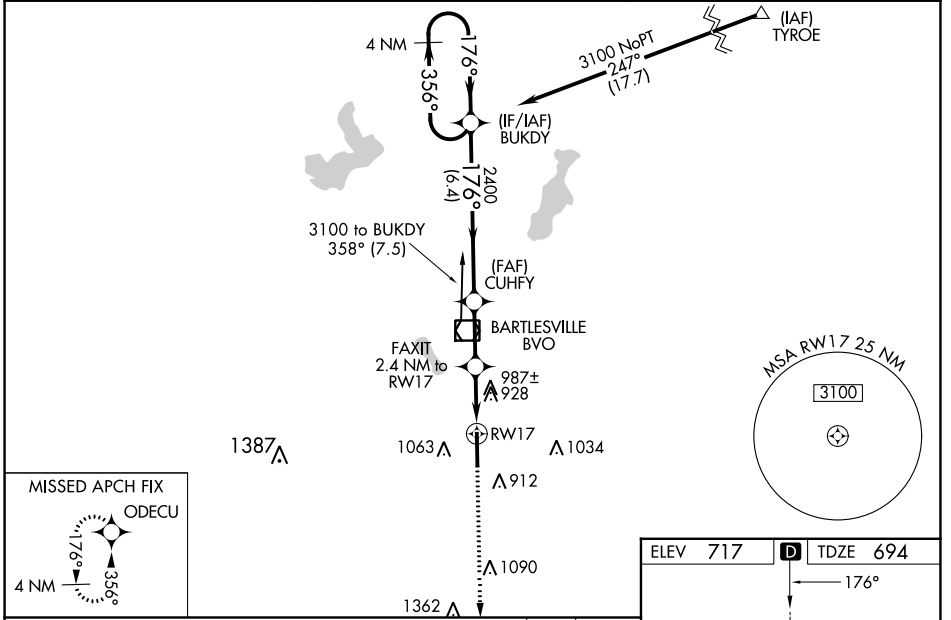 4 NM
176°
356°
3100 NoPT
247°
(17.7)
(IAF)
TYROE
(IF/IAF)
BUKDY
2400
176°
(6.4)
3100 to BUKDY
358° (7.5)
(FAF)
CUHFY
BARTLESVILLE
BVO
FAXIT
2.4 NM to
RW17
987±
928
RW17
1387
1063
1034
912
1090
1362
MSA RW17 25 NM
3100
MISSED APCH FIX
ODECU
176°
356°
4 NM
ELEV 717 D TDZE 694
176°